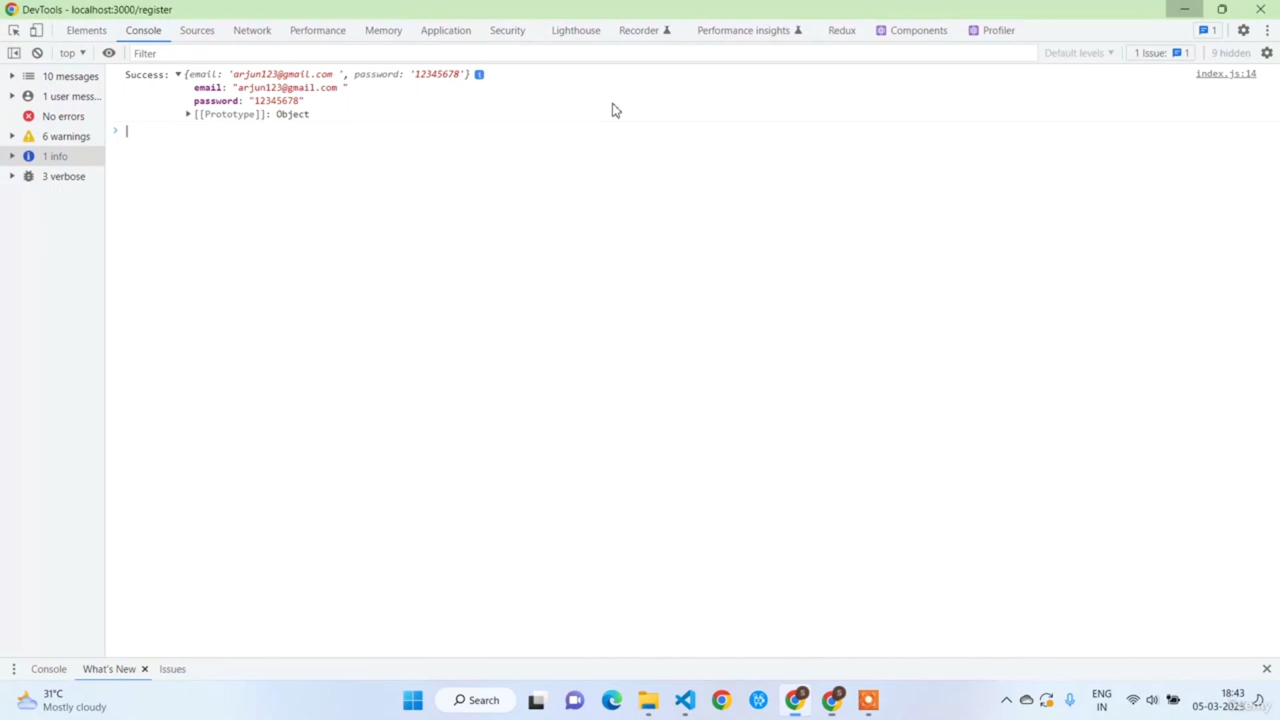 DevTools - localhost:3000/register
Elements Console Sources Network Performance Memory Application Security Lighthouse Recorder Performance insights Redux Components Profiler 1
top Filter Default levels 1 Issue: 1 9 hidden
10 messages
1 user mess...
No errors
6 warnings
1 info
3 verbose
Success: {email: 'arjun123@gmail.com ', password: '12345678'} i index.js:14
email: "arjun123@gmail.com "
password: "12345678"
[[Prototype]]: Object
Console What's New Issues
31°C
Mostly cloudy
Search
ENG
IN
18:43
05-03-2023